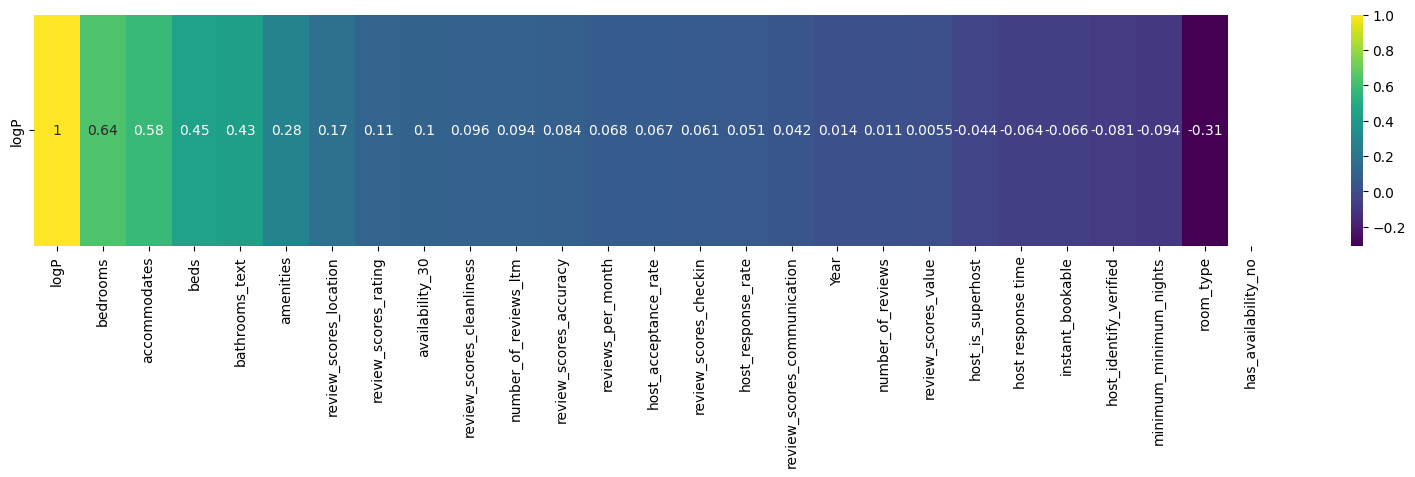 logP
1 0.64 0.58 0.45 0.43 0.28 0.17 0.11 0.1 0.096 0.094 0.084 0.068 0.067 0.061 0.051 0.042 0.014 0.011 0.0055 -0.044 -0.064 -0.066 -0.081 -0.094 -0.31
logP
bedrooms
accommodates
beds
bathrooms_text
amenities
review_scores_location
review_scores_rating
availability_30
review_scores_cleanliness
number_of_reviews_ltm
review_scores_accuracy
reviews_per_month
host_acceptance_rate
review_scores_checkin
host_response_rate
review_scores_communication
Year
number_of_reviews
review_scores_value
host_is_superhost
host response time
instant_bookable
host_identify_verified
minimum_minimum_nights
room_type
has_availability_no
1.0
0.8
0.6
0.4
0.2
0.0
−0.2